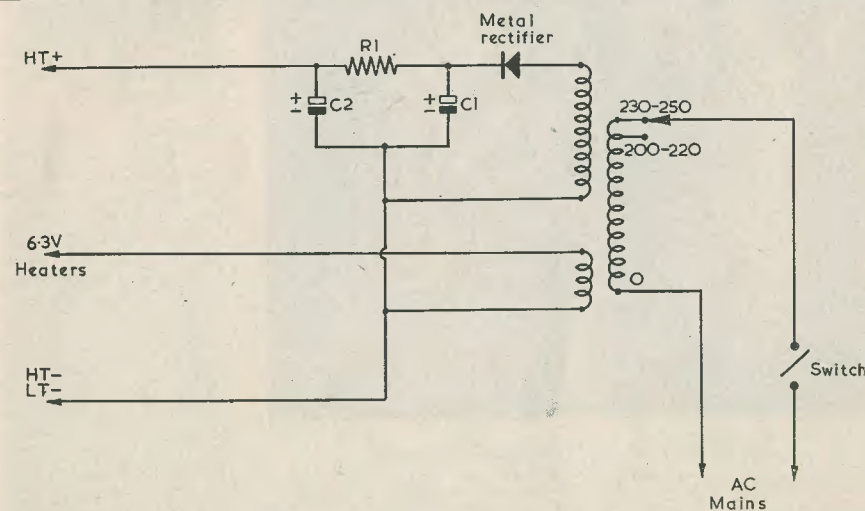 Metal
rectifier
HT+
R1
C2
C1
+
−
+
−
230-250
200-220
6·3V
Heaters
O
HT−
LT−
Switch
AC
Mains